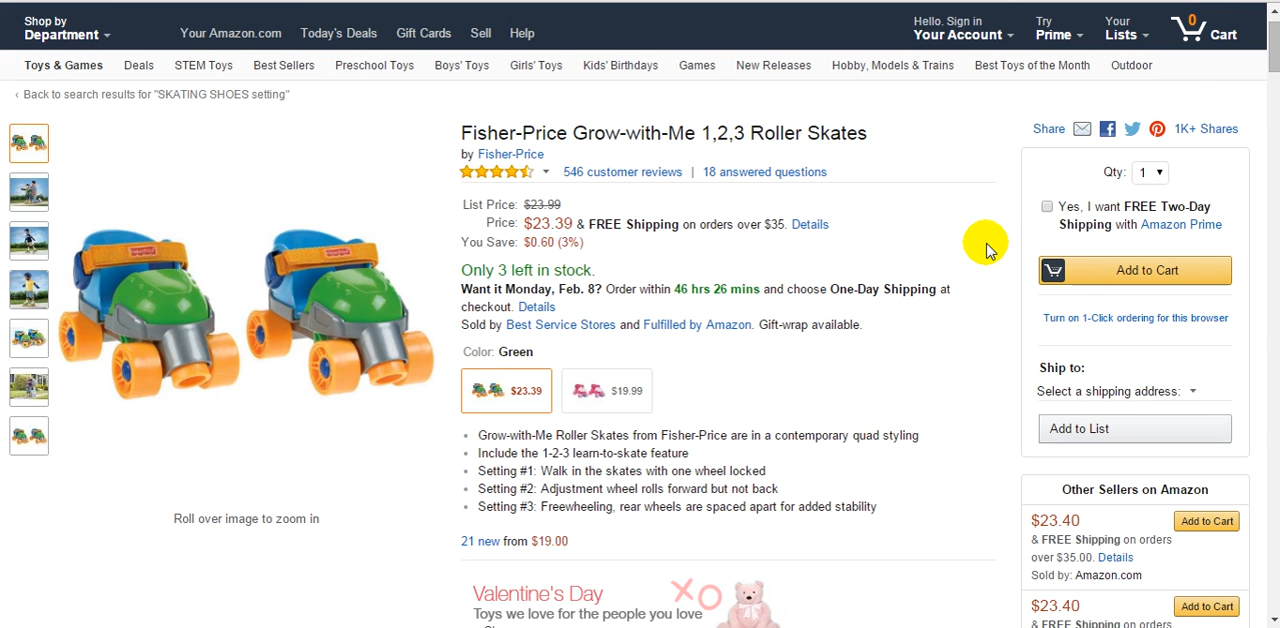 Shop by
Department
Your Amazon.com Today's Deals Gift Cards Sell Help
Hello. Sign in
Your Account
Try
Prime
Your
Lists
0
Cart
Toys & Games Deals STEM Toys Best Sellers Preschool Toys Boys' Toys Girls' Toys Kids' Birthdays Games New Releases Hobby, Models & Trains Best Toys of the Month Outdoor
‹ Back to search results for "SKATING SHOES setting"
Fisher-Price Grow-with-Me 1,2,3 Roller Skates
by Fisher-Price
546 customer reviews | 18 answered questions
List Price: $23.99
Price: $23.39 & FREE Shipping on orders over $35. Details
You Save: $0.60 (3%)
Only 3 left in stock.
Want it Monday, Feb. 8? Order within 46 hrs 26 mins and choose One-Day Shipping at
checkout. Details
Sold by Best Service Stores and Fulfilled by Amazon. Gift-wrap available.
Color: Green
$23.39 $19.99
• Grow-with-Me Roller Skates from Fisher-Price are in a contemporary quad styling
• Include the 1-2-3 learn-to-skate feature
• Setting #1: Walk in the skates with one wheel locked
• Setting #2: Adjustment wheel rolls forward but not back
• Setting #3: Freewheeling, rear wheels are spaced apart for added stability
21 new from $19.00
Roll over image to zoom in
Valentine's Day
Toys we love for the people you love
XO
Share 1K+ Shares
Qty: 1
Yes, I want FREE Two-Day
Shipping with Amazon Prime
Add to Cart
Turn on 1-Click ordering for this browser
Ship to:
Select a shipping address:
Add to List
Other Sellers on Amazon
$23.40 Add to Cart
& FREE Shipping on orders
over $35.00. Details
Sold by: Amazon.com
$23.40 Add to Cart
& FREE Shipping on orders